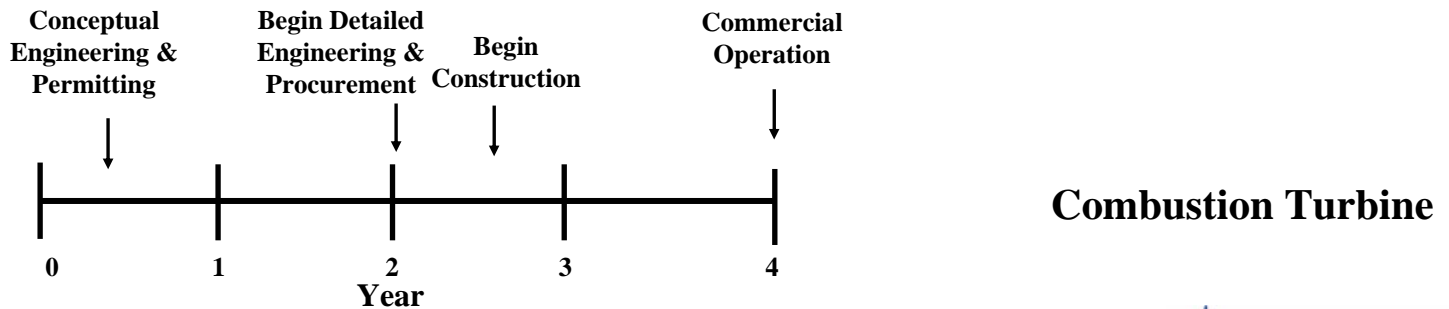 Conceptual
Engineering &
Permitting
Begin Detailed
Engineering &
Procurement
Begin
Construction
Commercial
Operation
Combustion Turbine
0
1
2
3
4
Year